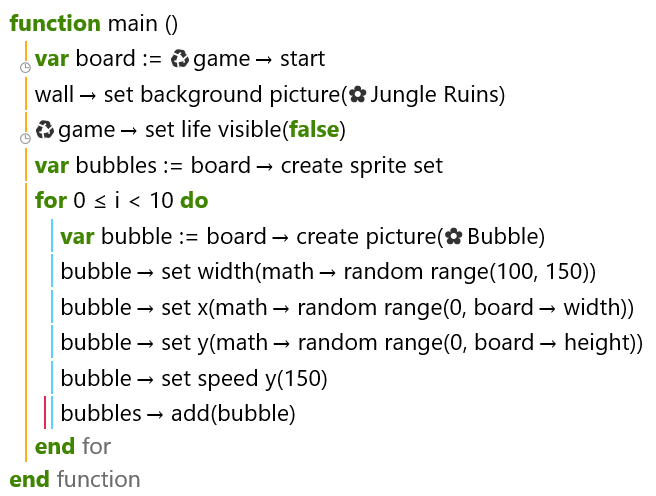 function main ()
var board := ♻game → start
wall → set background picture(✿Jungle Ruins)
♻game → set life visible(false)
var bubbles := board → create sprite set
for 0 ≤ i < 10 do
var bubble := board → create picture(✿Bubble)
bubble → set width(math → random range(100, 150))
bubble → set x(math → random range(0, board → width))
bubble → set y(math → random range(0, board → height))
bubble → set speed y(150)
bubbles → add(bubble)
end for
end function